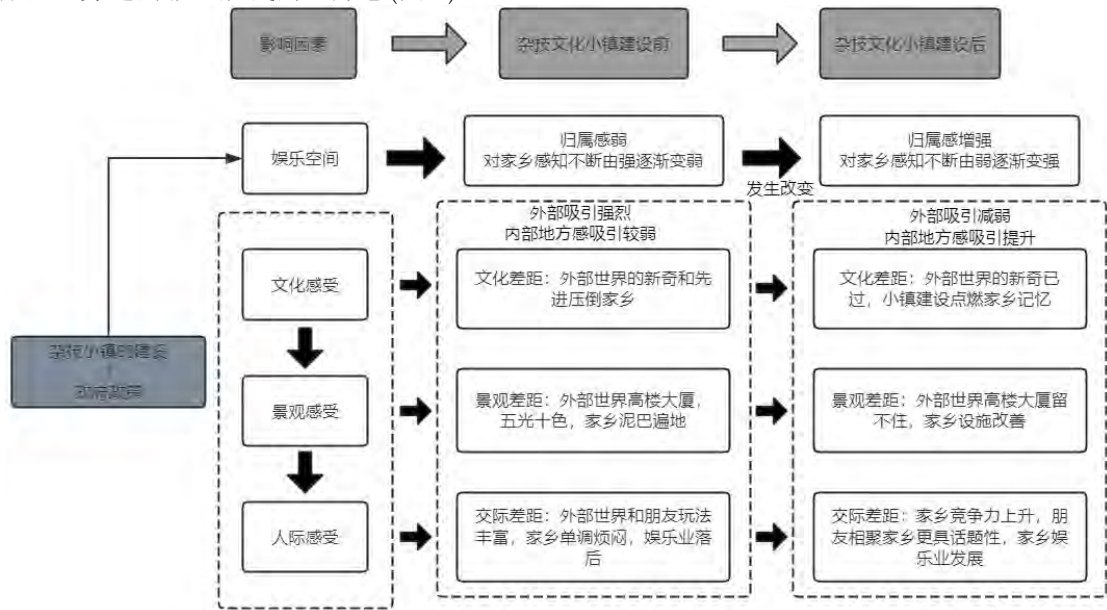 影响因素
杂技文化小镇建设前
杂技文化小镇建设后
娱乐空间
归属感弱
对家乡感知不断由强逐渐变弱
发生改变
归属感增强
对家乡感知不断由弱逐渐变强
外部吸引强烈
内部地方感吸引较弱
外部吸引减弱
内部地方感吸引提升
文化感受
文化差距：外部世界的新奇和先
进压倒家乡
文化差距：外部世界的新奇已
过，小镇建设点燃家乡记忆
杂技小镇的建设
政府政策
景观感受
景观差距：外部世界高楼大厦，
五光十色，家乡泥巴遍地
景观差距：外部世界高楼大厦留
不住，家乡设施改善
人际感受
交际差距：外部世界和朋友玩法
丰富，家乡单调烦闷，娱乐业落
后
交际差距：家乡竞争力上升，朋
友相聚家乡更具话题性，家乡娱
乐业发展